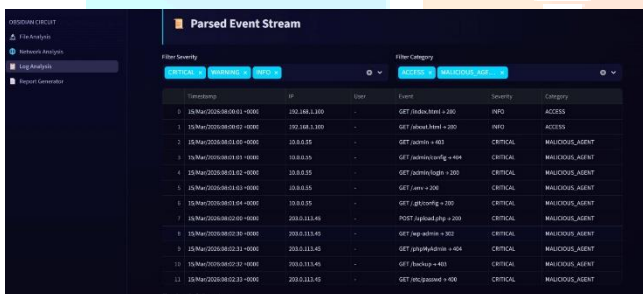 OBSIDIAN CIRCUIT
File Analysis
Network Analysis
Log Analysis
Report Generator
Parsed Event Stream
Filter Severity
CRITICAL × WARNING × INFO ×
Filter Category
ACCESS × MALICIOUS_AGE... ×
Timestamp IP User Event Severity Category
0 15/Mar/2026:08:00:01 +0000 192.168.1.100 - GET /index.html → 200 INFO ACCESS
1 15/Mar/2026:08:00:02 +0000 192.168.1.100 - GET /about.html → 200 INFO ACCESS
2 15/Mar/2026:08:01:00 +0000 10.0.0.55 - GET /admin → 403 CRITICAL MALICIOUS_AGENT
3 15/Mar/2026:08:01:01 +0000 10.0.0.55 - GET /admin/config → 404 CRITICAL MALICIOUS_AGENT
4 15/Mar/2026:08:01:02 +0000 10.0.0.55 - GET /admin/login → 200 CRITICAL MALICIOUS_AGENT
5 15/Mar/2026:08:01:03 +0000 10.0.0.55 - GET /.env → 200 CRITICAL MALICIOUS_AGENT
6 15/Mar/2026:08:01:04 +0000 10.0.0.55 - GET /.git/config → 200 CRITICAL MALICIOUS_AGENT
7 15/Mar/2026:08:02:00 +0000 203.0.113.45 - POST /upload.php → 200 CRITICAL MALICIOUS_AGENT
8 15/Mar/2026:08:02:30 +0000 203.0.113.45 - GET /wp-admin → 302 CRITICAL MALICIOUS_AGENT
9 15/Mar/2026:08:02:31 +0000 203.0.113.45 - GET /phpMyAdmin → 404 CRITICAL MALICIOUS_AGENT
10 15/Mar/2026:08:02:32 +0000 203.0.113.45 - GET /backup → 403 CRITICAL MALICIOUS_AGENT
11 15/Mar/2026:08:02:33 +0000 203.0.113.45 - GET /etc/passwd → 400 CRITICAL MALICIOUS_AGENT